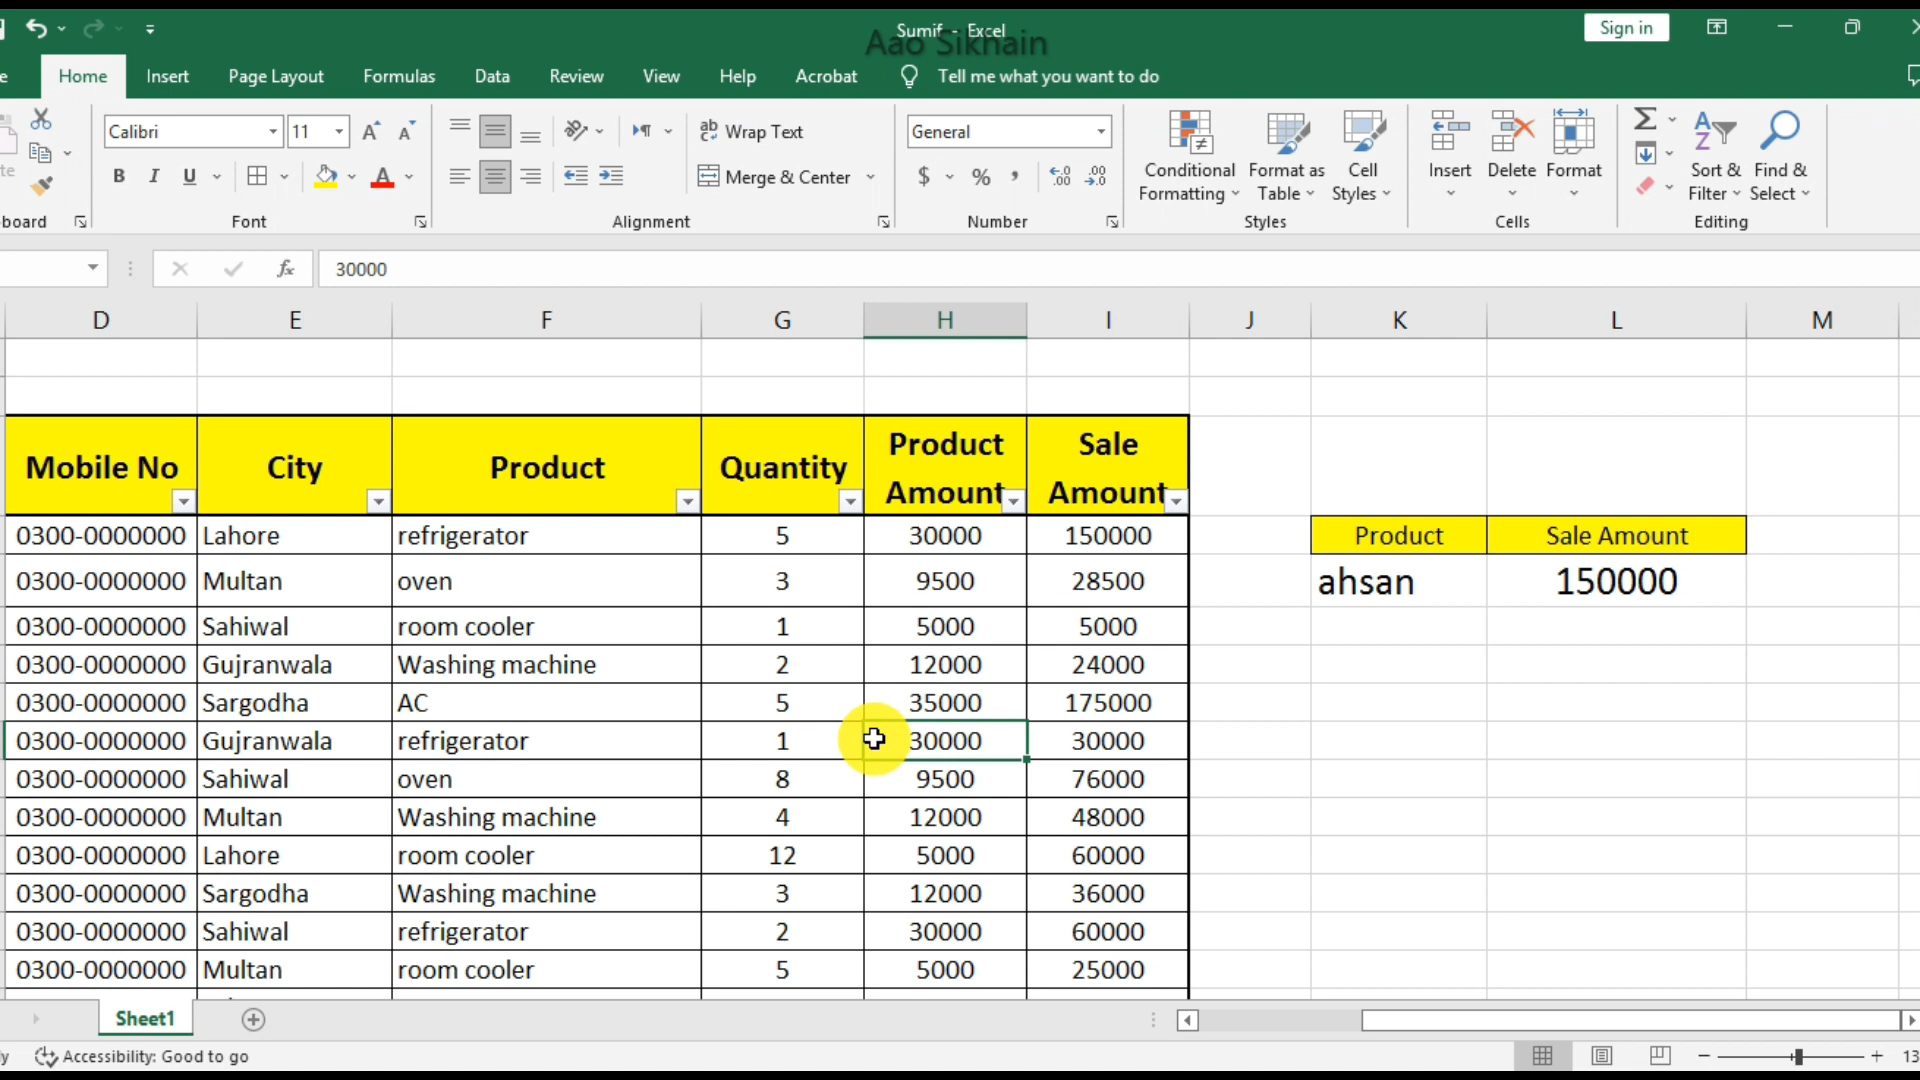 Sumif - Excel
Aao Sikhain
Sign in
Home Insert Page Layout Formulas Data Review View Help Acrobat Tell me what you want to do
Calibri 11 Wrap Text General Conditional Formatting Format as Table Cell Styles Insert Delete Format Sort & Filter Find & Select
B I U Merge & Center $ % ,
board Font Alignment Number Styles Cells Editing
fx 30000
D E F G H I J K L M
Mobile No City Product Quantity Product Amount Sale Amount
0300-0000000 Lahore refrigerator 5 30000 150000 Product Sale Amount
0300-0000000 Multan oven 3 9500 28500 ahsan 150000
0300-0000000 Sahiwal room cooler 1 5000 5000
0300-0000000 Gujranwala Washing machine 2 12000 24000
0300-0000000 Sargodha AC 5 35000 175000
0300-0000000 Gujranwala refrigerator 1 30000 30000
0300-0000000 Sahiwal oven 8 9500 76000
0300-0000000 Multan Washing machine 4 12000 48000
0300-0000000 Lahore room cooler 12 5000 60000
0300-0000000 Sargodha Washing machine 3 12000 36000
0300-0000000 Sahiwal refrigerator 2 30000 60000
0300-0000000 Multan room cooler 5 5000 25000
Sheet1
Accessibility: Good to go